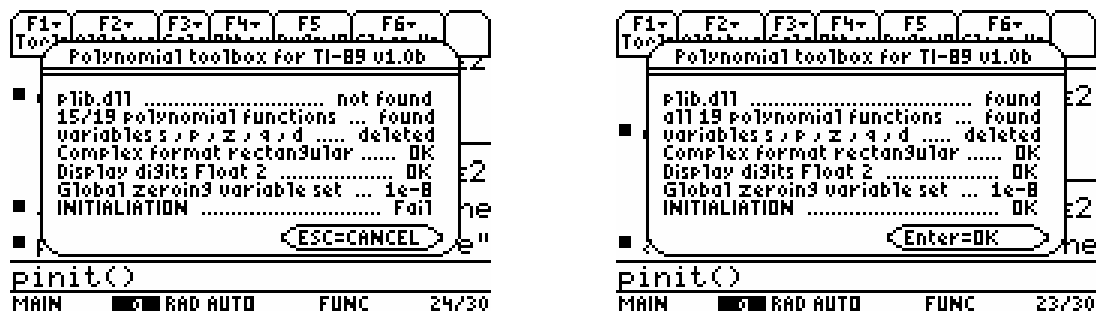 F1 F2 F3 F4 F5 F6
Polynomial toolbox for TI-89 v1.0b
plib.dll ............................ not found
15/19 polynomial functions ... found
variables s , p , z , q , d ..... deleted
Complex format rectangular ...... OK
Display digits Float 2 ............ OK
Global zeroing variable set ... 1e-8
INITIALIATION ............................ Fail
ESC=CANCEL
pinit()
MAIN RAD AUTO FUNC 24/30
F1 F2 F3 F4 F5 F6
Polynomial toolbox for TI-89 v1.0b
plib.dll ................................... found
all 19 polynomial functions ... found
variables s , p , z , q , d ..... deleted
Complex format rectangular ...... OK
Display digits Float 2 ............ OK
Global zeroing variable set ... 1e-8
INITIALIATION ............................... OK
Enter=OK
pinit()
MAIN RAD AUTO FUNC 23/30